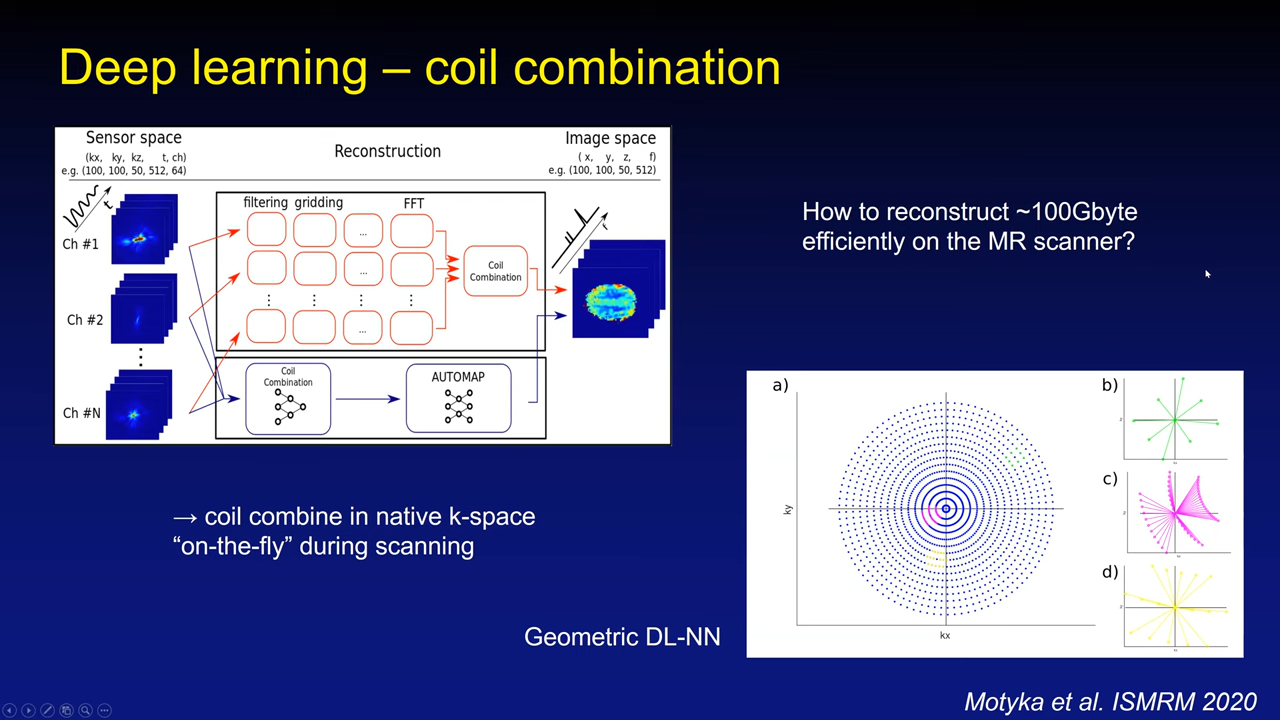 Deep learning – coil combination
Sensor space
(kx, ky, kz, t, ch)
e.g. (100, 100, 50, 512, 64)
Reconstruction
Image space
( x, y, z, f)
e.g. (100, 100, 50, 512)
filtering gridding FFT
t
f
Ch #1
...
Coil
Combination
...
Ch #2
...
Coil
Combination
AUTOMAP
Ch #N
How to reconstruct ~100Gbyte
efficiently on the MR scanner?
→ coil combine in native k-space
“on-the-fly” during scanning
Geometric DL-NN
a)
ky
kx
b)
c)
d)
Motyka et al. ISMRM 2020